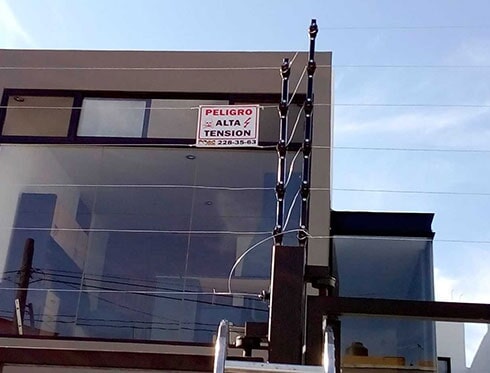 PELIGRO
ALTA
TENSION
228-35-63